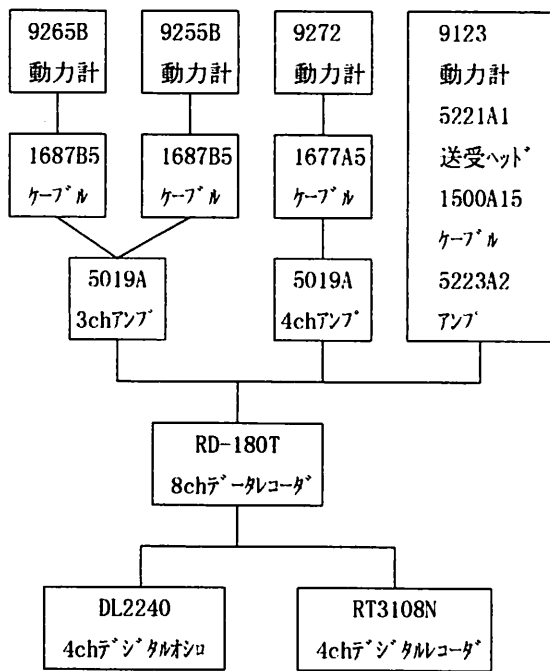 9265B
動力計
9255B
動力計
9272
動力計
9123
動力計
5221A1
送受ヘッド
1500A15
ケーブル
5223A2
アンプ
1687B5
ケーブル
1687B5
ケーブル
1677A5
ケーブル
5019A
3chアンプ
5019A
4chアンプ
RD-180T
8chデータレコーダ
DL2240
4chデジタルオシロ
RT3108N
4chデジタルレコーダ